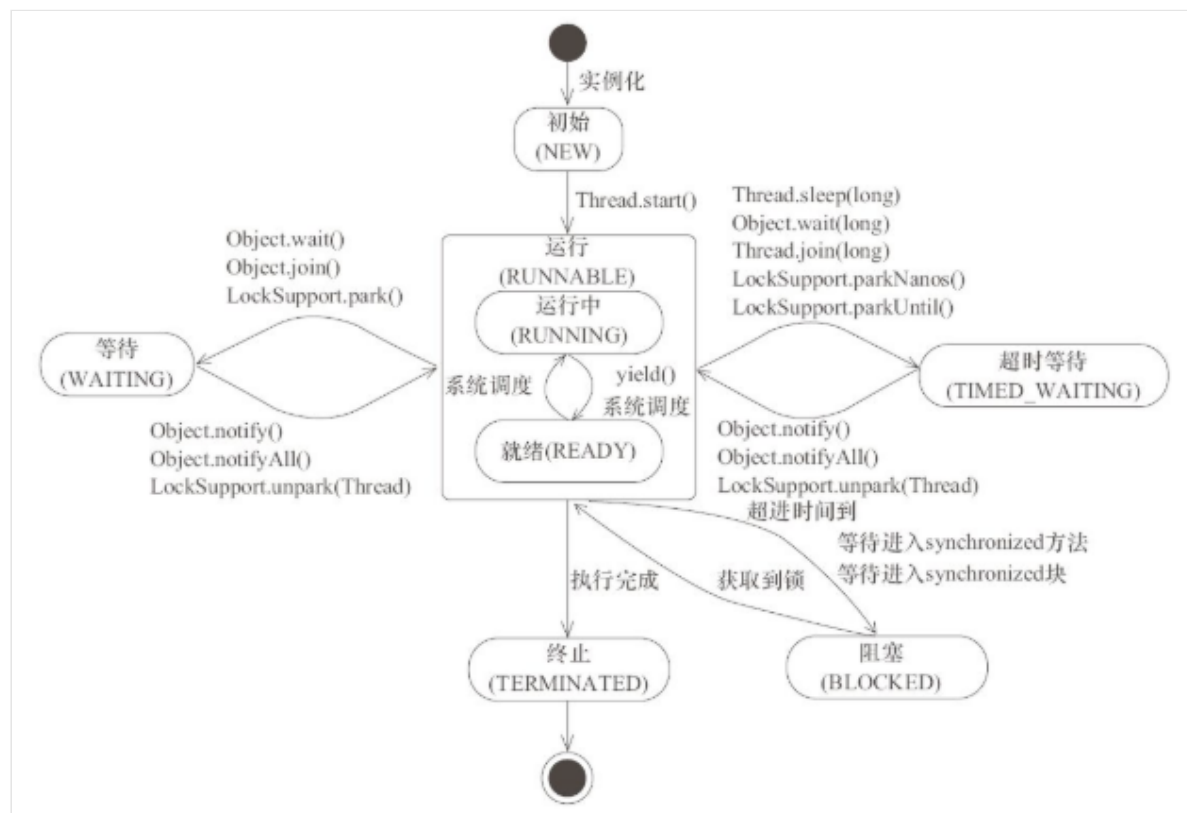 实例化
初始
(NEW)
Thread.start()
Thread.sleep(long)
Object.wait(long)
Thread.join(long)
LockSupport.parkNanos()
LockSupport.parkUntil()
Object.wait()
Object.join()
LockSupport.park()
运行
(RUNNABLE)
运行中
(RUNNING)
等待
(WAITING)
系统调度
yield()
系统调度
就绪(READY)
超时等待
(TIMED_WAITING)
Object.notify()
Object.notifyAll()
LockSupport.unpark(Thread)
Object.notify()
Object.notifyAll()
LockSupport.unpark(Thread)
超进时间到
等待进入synchronized方法
等待进入synchronized块
执行完成
获取到锁
终止
(TERMINATED)
阻塞
(BLOCKED)